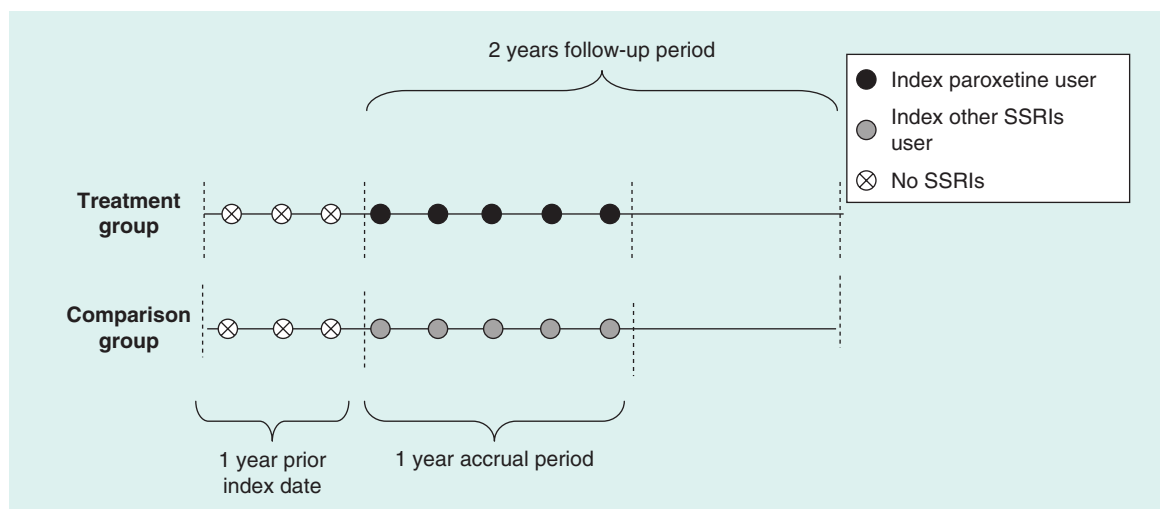 2 years follow-up period
Index paroxetine user
Index other SSRIs
user
No SSRIs
Treatment
group
Comparison
group
1 year prior
index date
1 year accrual period